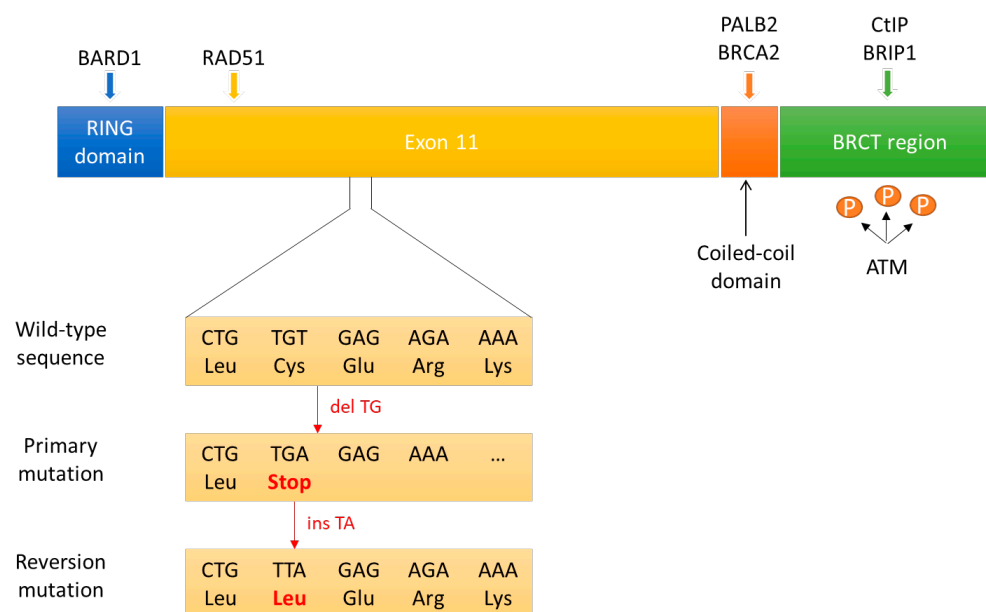 BARD1
RAD51
PALB2
BRCA2
CtIP
BRIP1
RING
domain
Exon 11
BRCT region
P
P
P
Coiled-coil
domain
ATM
Wild-type
sequence
CTG TGT GAG AGA AAA
Leu Cys Glu Arg Lys
del TG
Primary
mutation
CTG TGA GAG AAA ...
Leu Stop
ins TA
Reversion
mutation
CTG TTA GAG AGA AAA
Leu Leu Glu Arg Lys